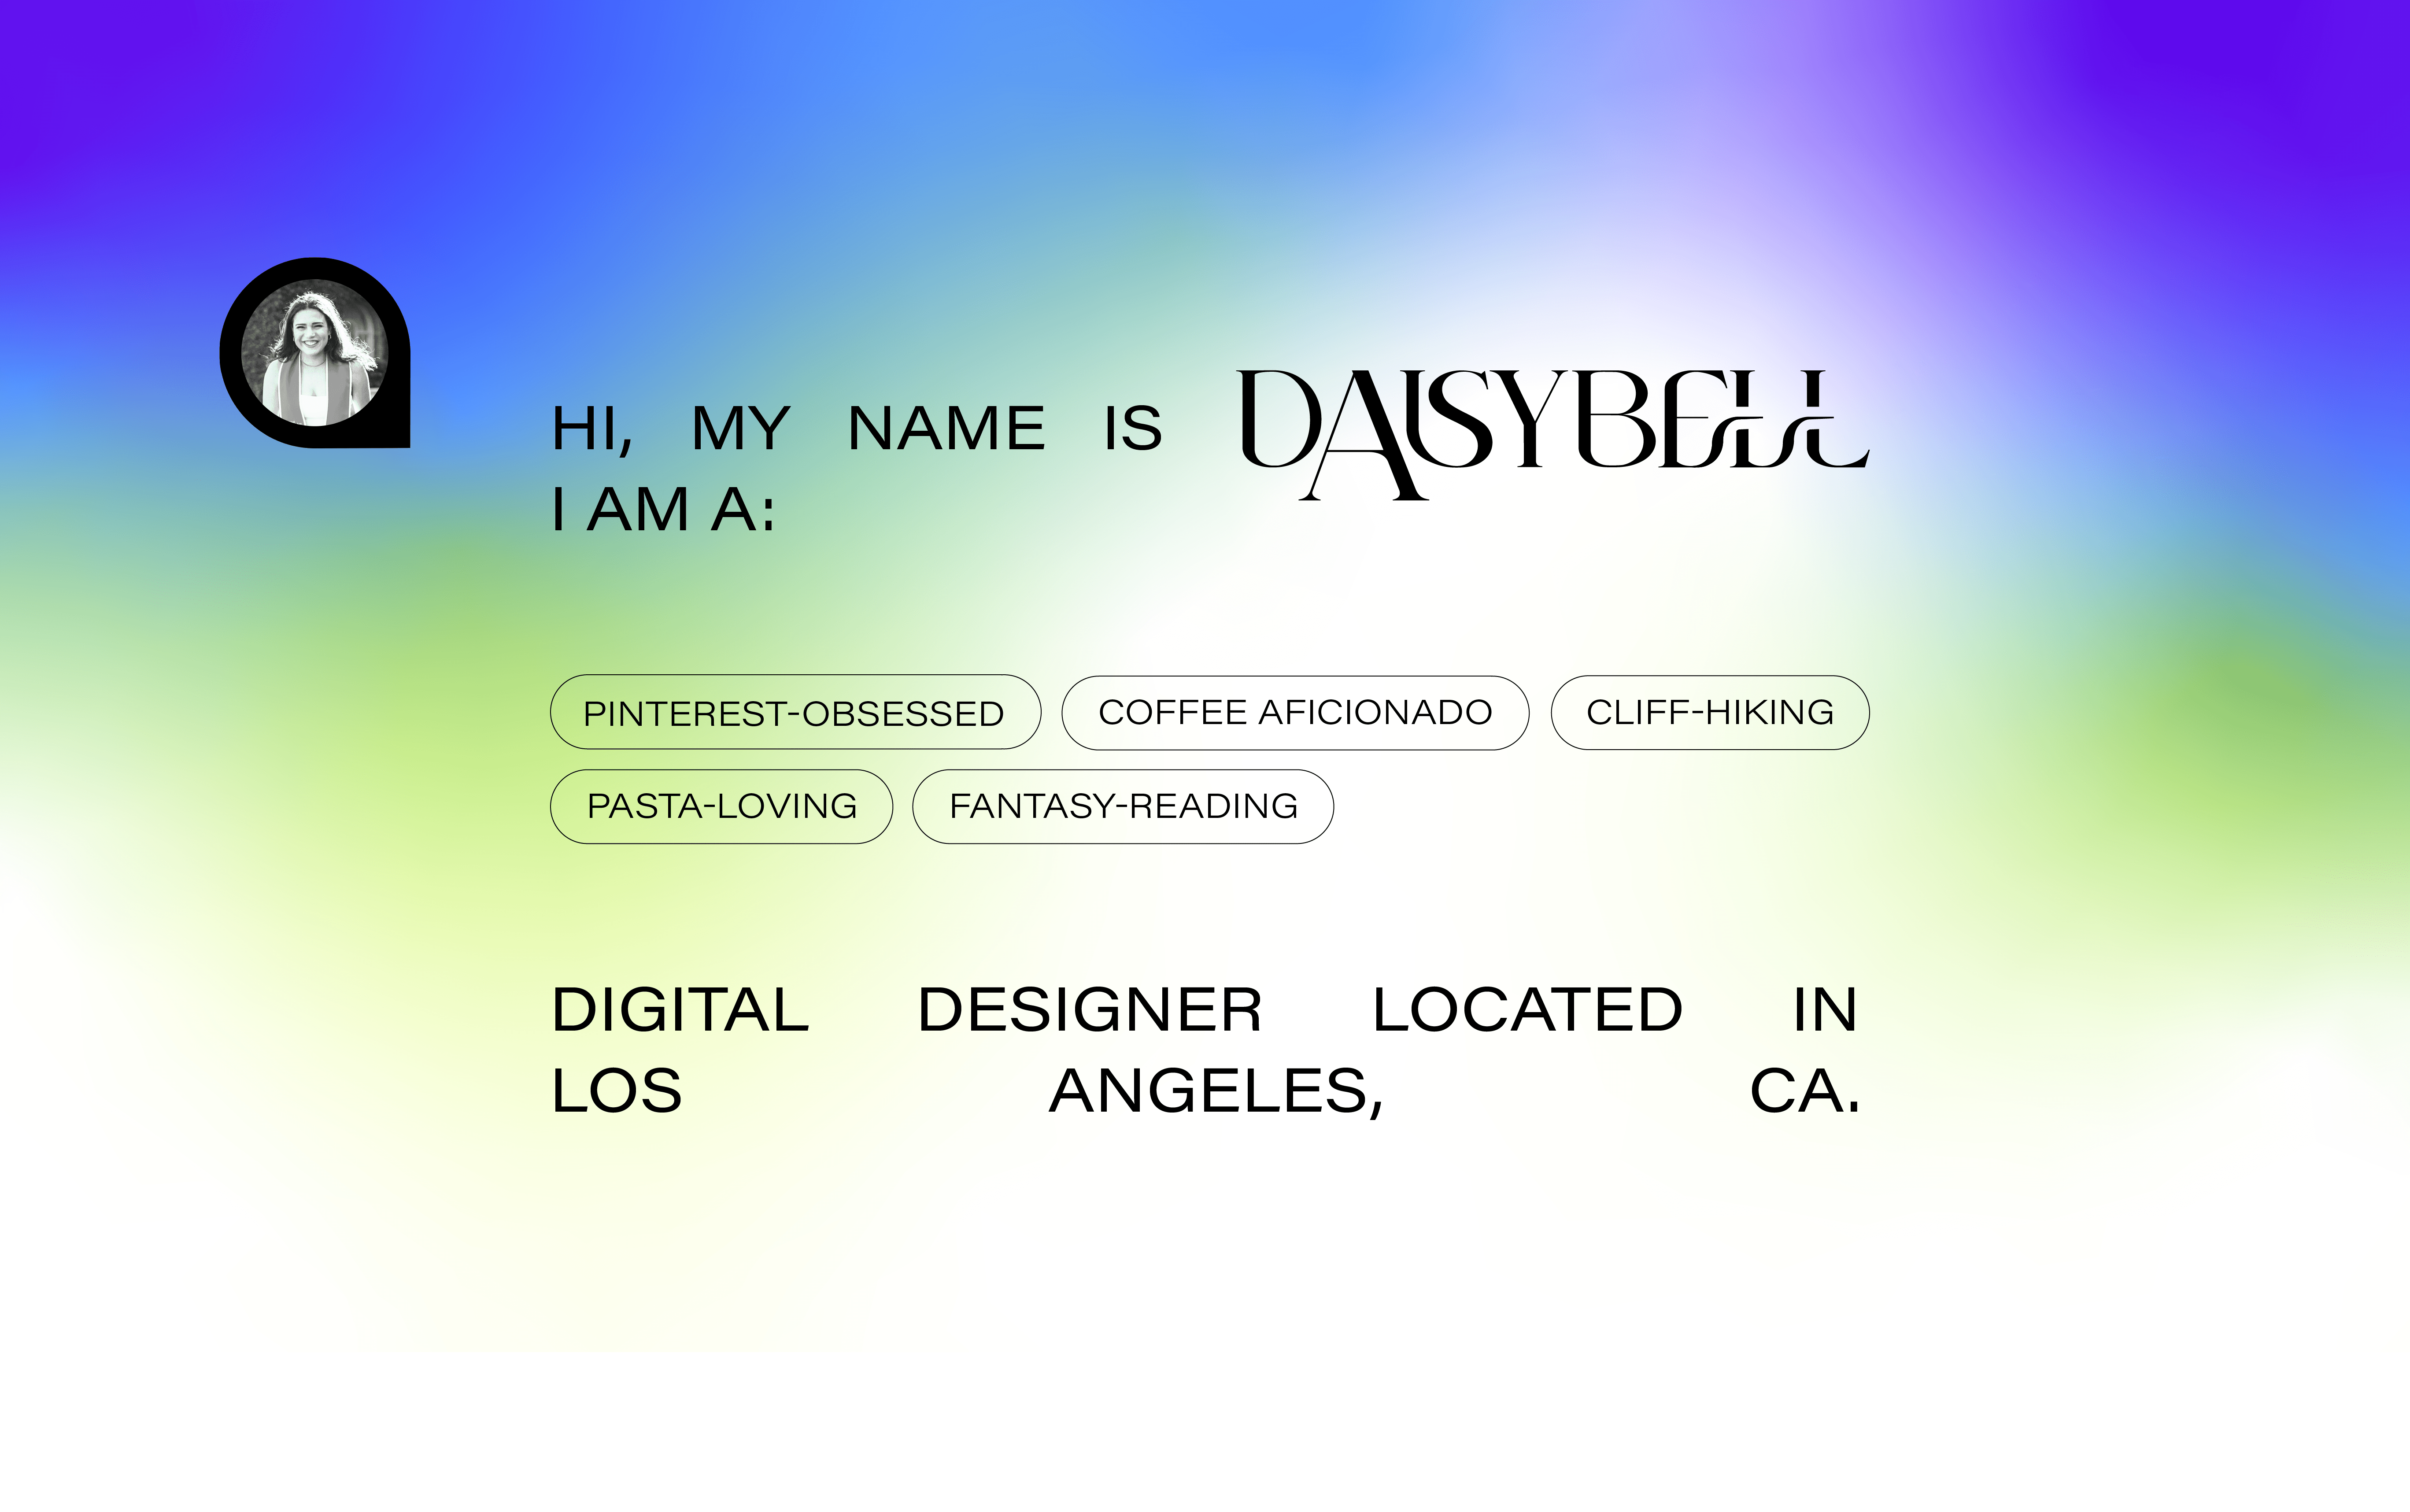 HI, MY NAME IS DAISYBELL
I AM A:
PINTEREST-OBSESSED COFFEE AFICIONADO CLIFF-HIKING
PASTA-LOVING FANTASY-READING
DIGITAL DESIGNER LOCATED IN
LOS ANGELES, CA.